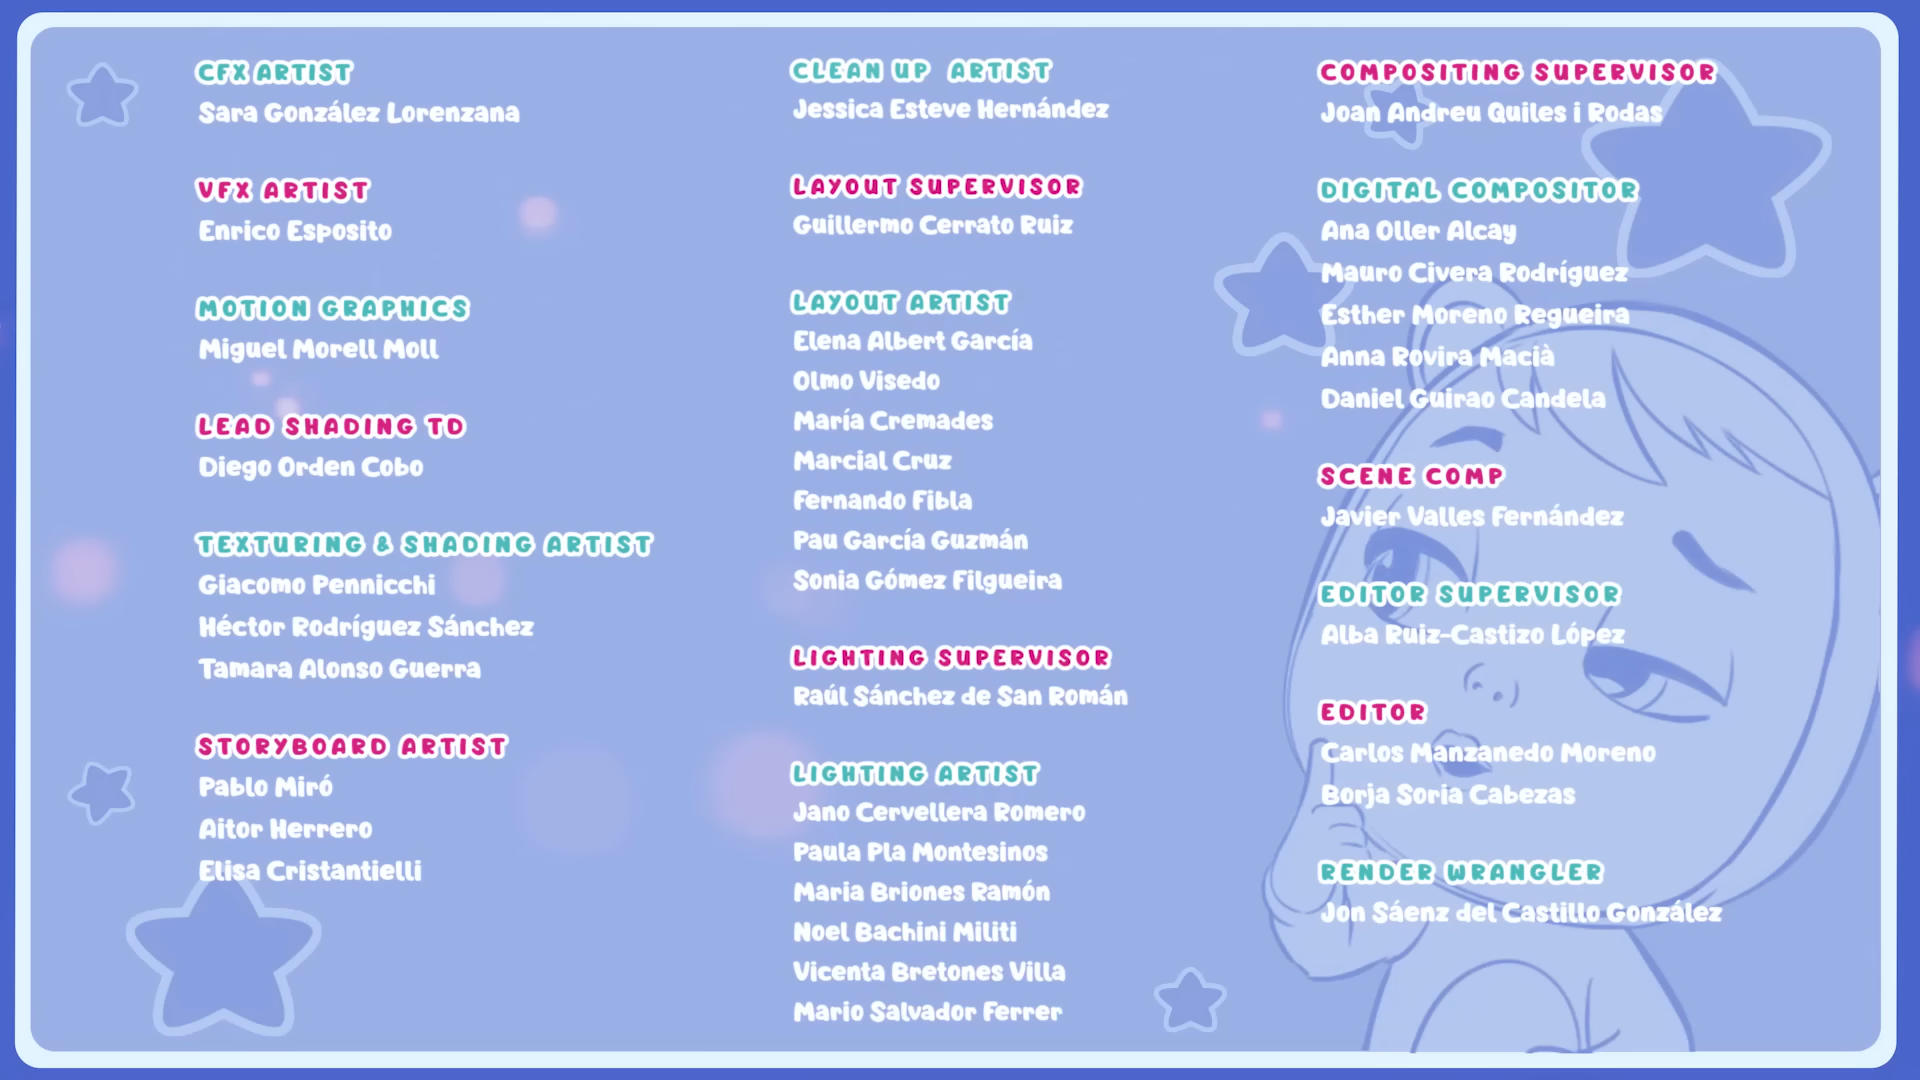 CFX ARTIST
Sara González Lorenzana
VFX ARTIST
Enrico Esposito
MOTION GRAPHICS
Miguel Morell Moll
LEAD SHADING TD
Diego Orden Cobo
TEXTURING & SHADING ARTIST
Giacomo Pennicchi
Héctor Rodríguez Sánchez
Tamara Alonso Guerra
STORYBOARD ARTIST
Pablo Miró
Aitor Herrero
Elisa Cristantielli
CLEAN UP ARTIST
Jessica Esteve Hernández
LAYOUT SUPERVISOR
Guillermo Cerrato Ruiz
LAYOUT ARTIST
Elena Albert García
Olmo Visedo
María Cremades
Marcial Cruz
Fernando Fibla
Pau García Guzmán
Sonia Gómez Filgueira
LIGHTING SUPERVISOR
Raúl Sánchez de San Román
LIGHTING ARTIST
Jano Cervellera Romero
Paula Pla Montesinos
Maria Briones Ramón
Noel Bachini Militi
Vicenta Bretones Villa
Mario Salvador Ferrer
COMPOSITING SUPERVISOR
Joan Andreu Quiles i Rodas
DIGITAL COMPOSITOR
Ana Oller Alcay
Mauro Civera Rodríguez
Esther Moreno Regueira
Anna Rovira Macià
Daniel Guirao Candela
SCENE COMP
Javier Valles Fernández
EDITOR SUPERVISOR
Alba Ruiz-Castizo López
EDITOR
Carlos Manzanedo Moreno
Borja Soria Cabezas
RENDER WRANGLER
Jon Sáenz del Castillo González